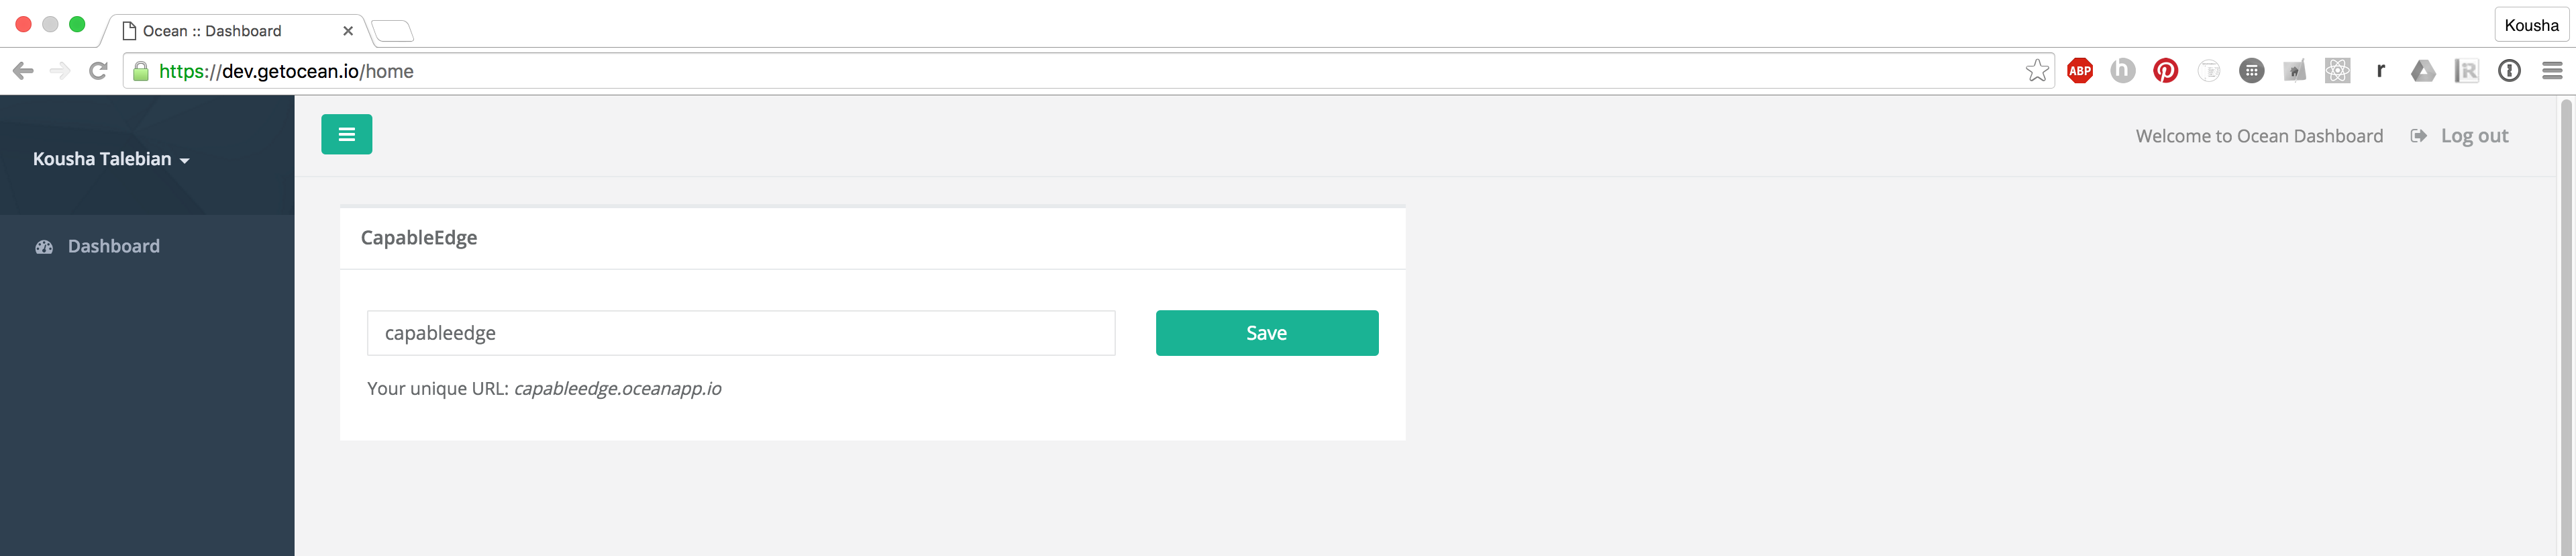 Ocean :: Dashboard
Kousha
https://dev.getocean.io/home
ABP
h
r
R
Kousha Talebian
Welcome to Ocean Dashboard
Log out
Dashboard
CapableEdge
capableedge
Save
Your unique URL: capableedge.oceanapp.io